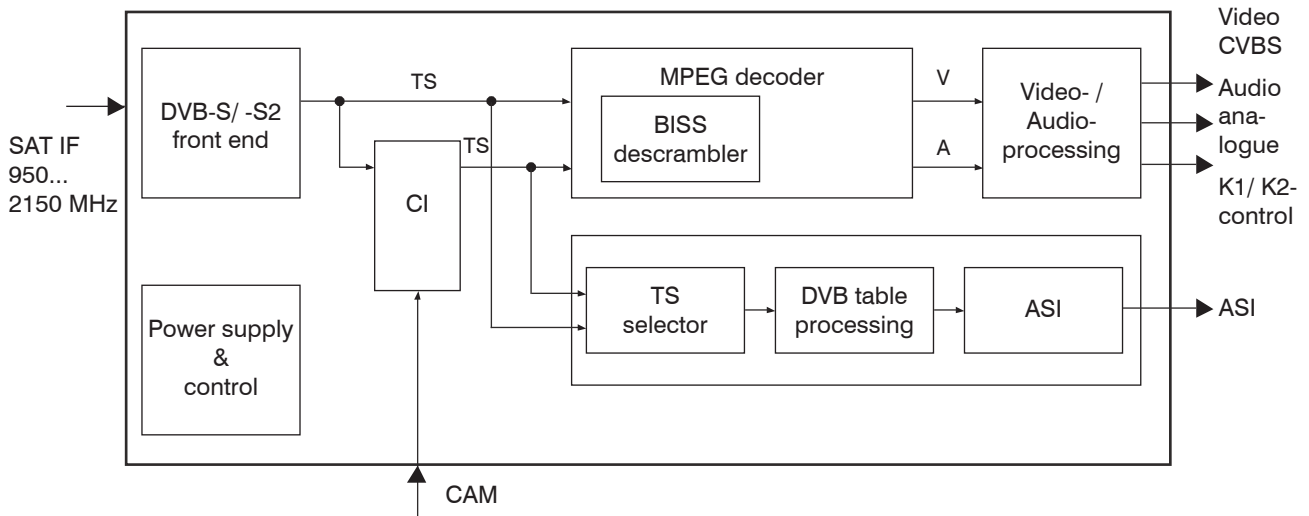 SAT IF
950...
2150 MHz
DVB-S/ -S2
front end
TS
TS
CI
MPEG decoder
BISS
descrambler
V
A
Video- /
Audio-
processing
Video
CVBS
Audio
ana-
logue
K1/ K2-
control
Power supply
&
control
TS
selector
DVB table
processing
ASI
ASI
CAM